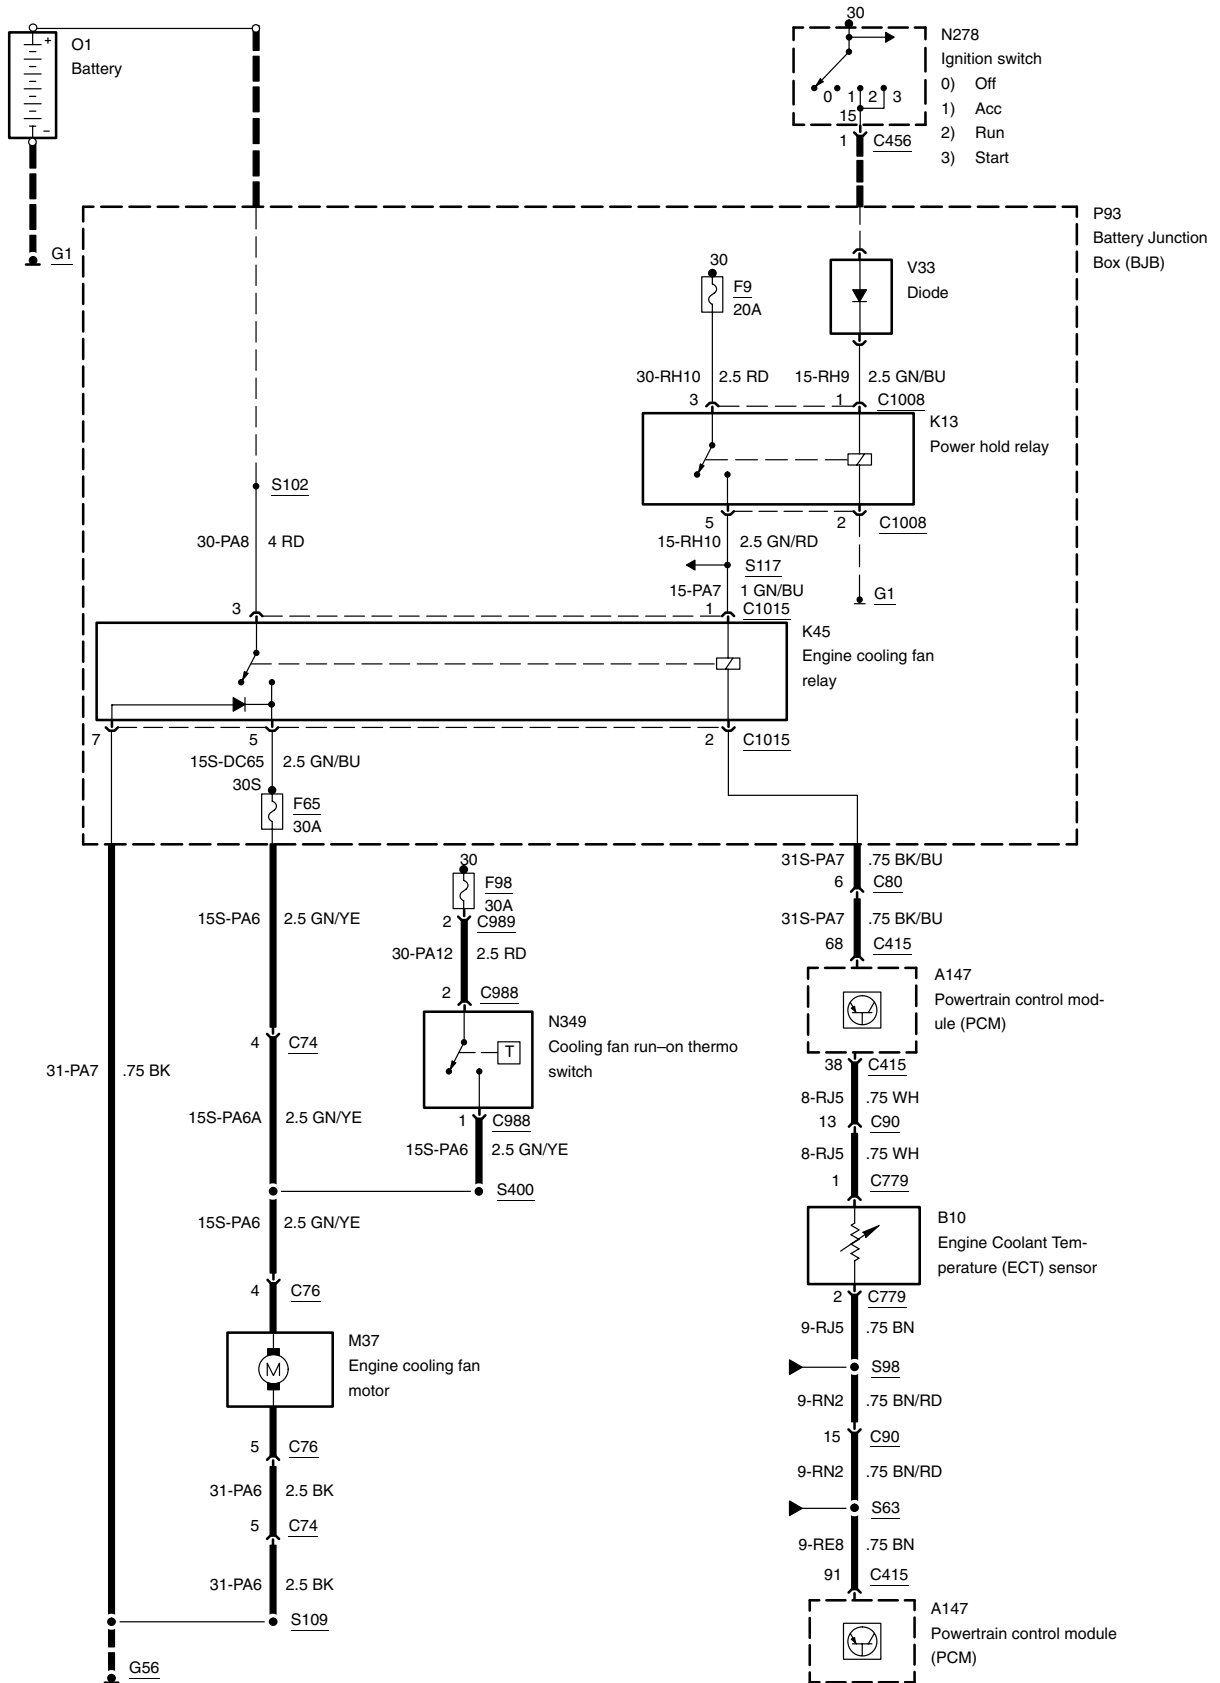 30
+
O1
Battery
–
G1
N278
Ignition switch
0) Off
1) Acc
2) Run
3) Start
0 1 2 3
15
1 C456
P93
Battery Junction
Box (BJB)
30
F9
20A
V33
Diode
30-RH10 2.5 RD
15-RH9 2.5 GN/BU
3 1 C1008
K13
Power hold relay
S102
5 2 C1008
30-PA8 4 RD
15-RH10 2.5 GN/RD
S117
15-PA7 1 GN/BU
G1
3 1 C1015
K45
Engine cooling fan
relay
7 5 2 C1015
15S-DC65 2.5 GN/BU
30S
F65
30A
30
F98
30A
2 C989
30-PA12 2.5 RD
2 C988
N349
Cooling fan run–on thermo
switch
T
1 C988
15S-PA6 2.5 GN/YE
S400
15S-PA6 2.5 GN/YE
4 C74
31-PA7 .75 BK
15S-PA6A 2.5 GN/YE
15S-PA6 2.5 GN/YE
4 C76
M37
Engine cooling fan
motor
M
5 C76
31-PA6 2.5 BK
5 C74
31-PA6 2.5 BK
S109
G56
31S-PA7 .75 BK/BU
6 C80
31S-PA7 .75 BK/BU
68 C415
A147
Powertrain control mod-
ule (PCM)
38 C415
8-RJ5 .75 WH
13 C90
8-RJ5 .75 WH
1 C779
B10
Engine Coolant Tem-
perature (ECT) sensor
2 C779
9-RJ5 .75 BN
S98
9-RN2 .75 BN/RD
15 C90
9-RN2 .75 BN/RD
S63
9-RE8 .75 BN
91 C415
A147
Powertrain control module
(PCM)